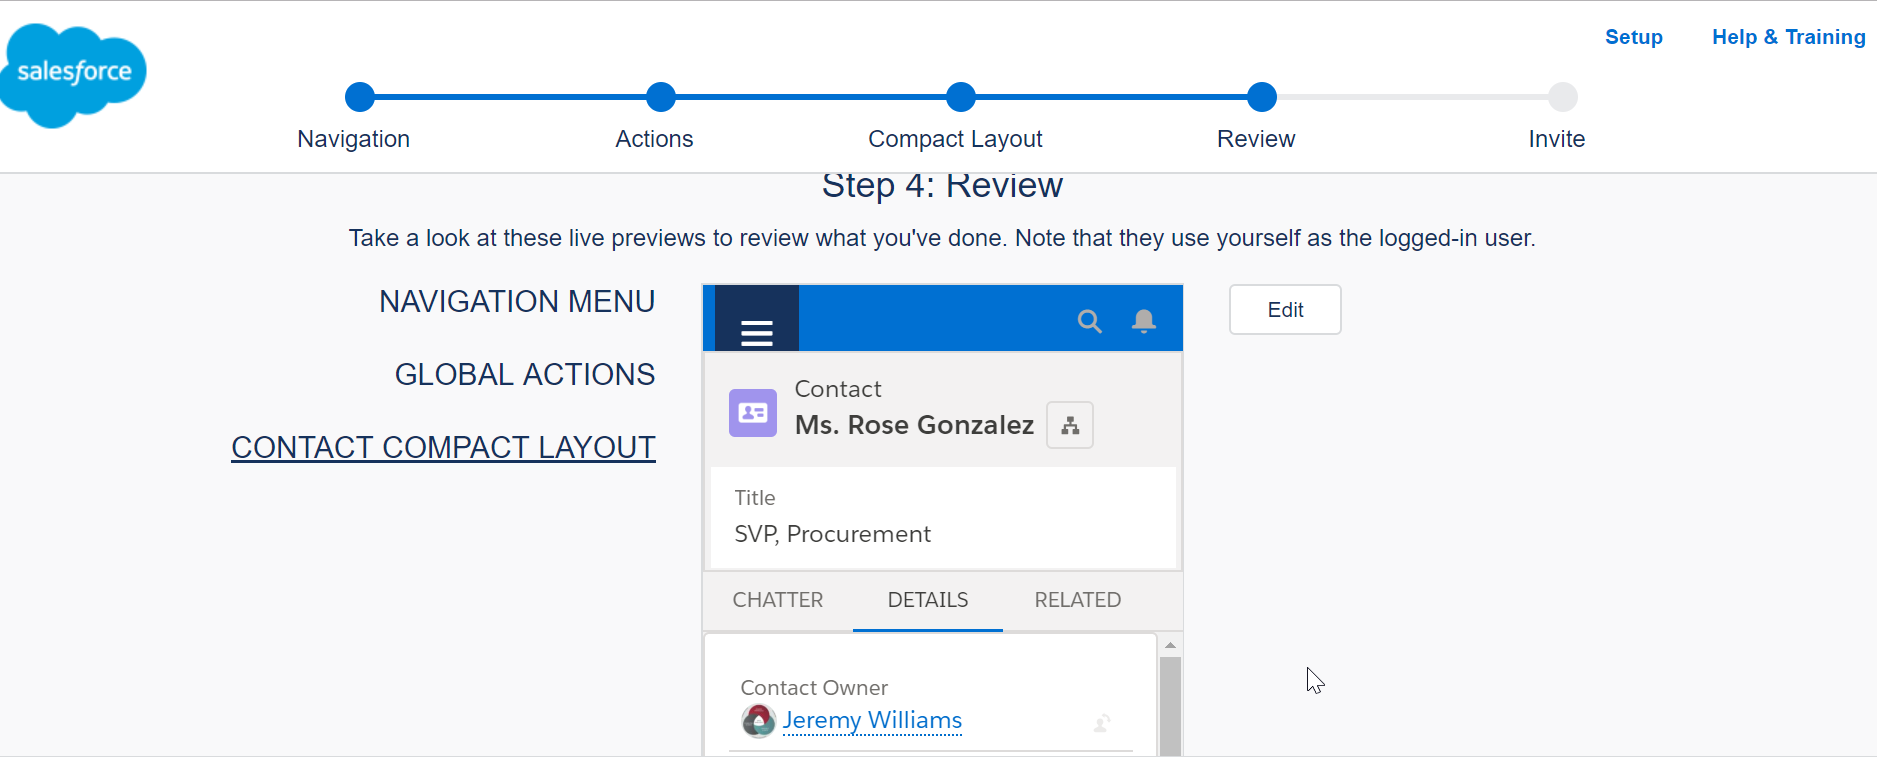 salesforce
Setup Help & Training
Navigation Actions Compact Layout Review Invite
Step 4: Review
Take a look at these live previews to review what you've done. Note that they use yourself as the logged-in user.
NAVIGATION MENU
GLOBAL ACTIONS
CONTACT COMPACT LAYOUT
Edit
Contact
Ms. Rose Gonzalez
Title
SVP, Procurement
CHATTER DETAILS RELATED
Contact Owner
Jeremy Williams